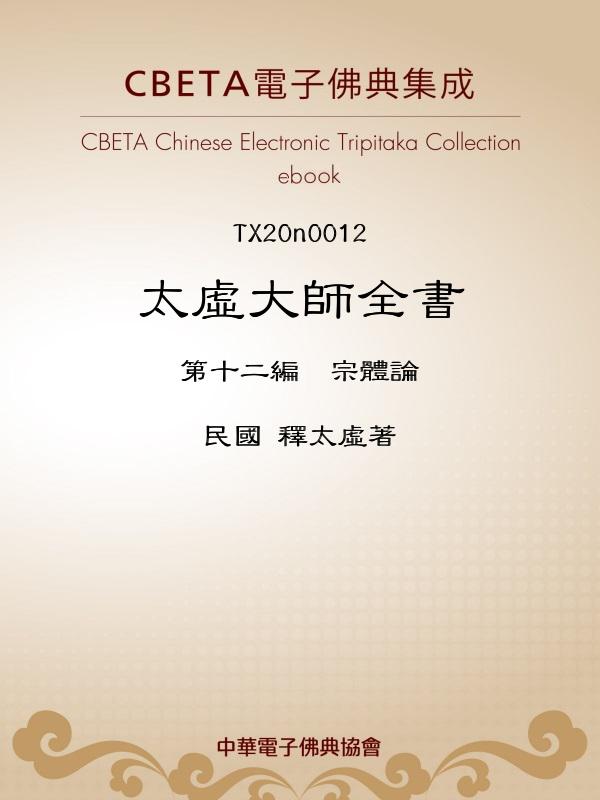 CBETA電子佛典集成
CBETA Chinese Electronic Tripitaka Collection
ebook
TX20n0012
太虛大師全書
第十二編　宗體論
民國 釋太虛著
中華電子佛典協會